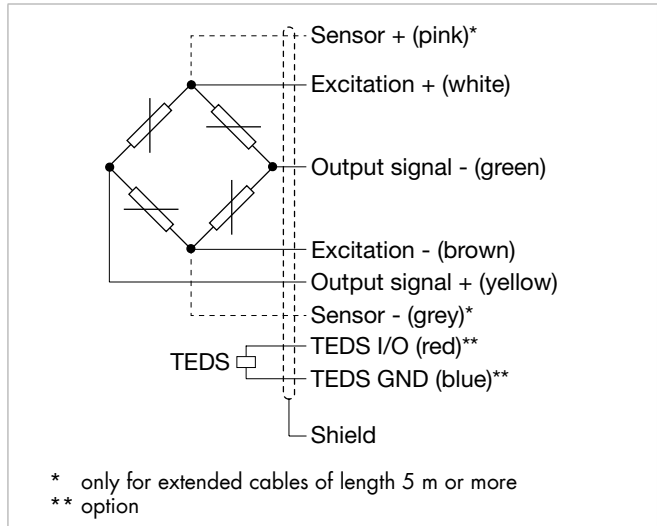 Sensor + (pink)*
Excitation + (white)
Output signal - (green)
Excitation - (brown)
Output signal + (yellow)
Sensor - (grey)*
TEDS I/O (red)**
TEDS
TEDS GND (blue)**
Shield
* only for extended cables of length 5 m or more
** option